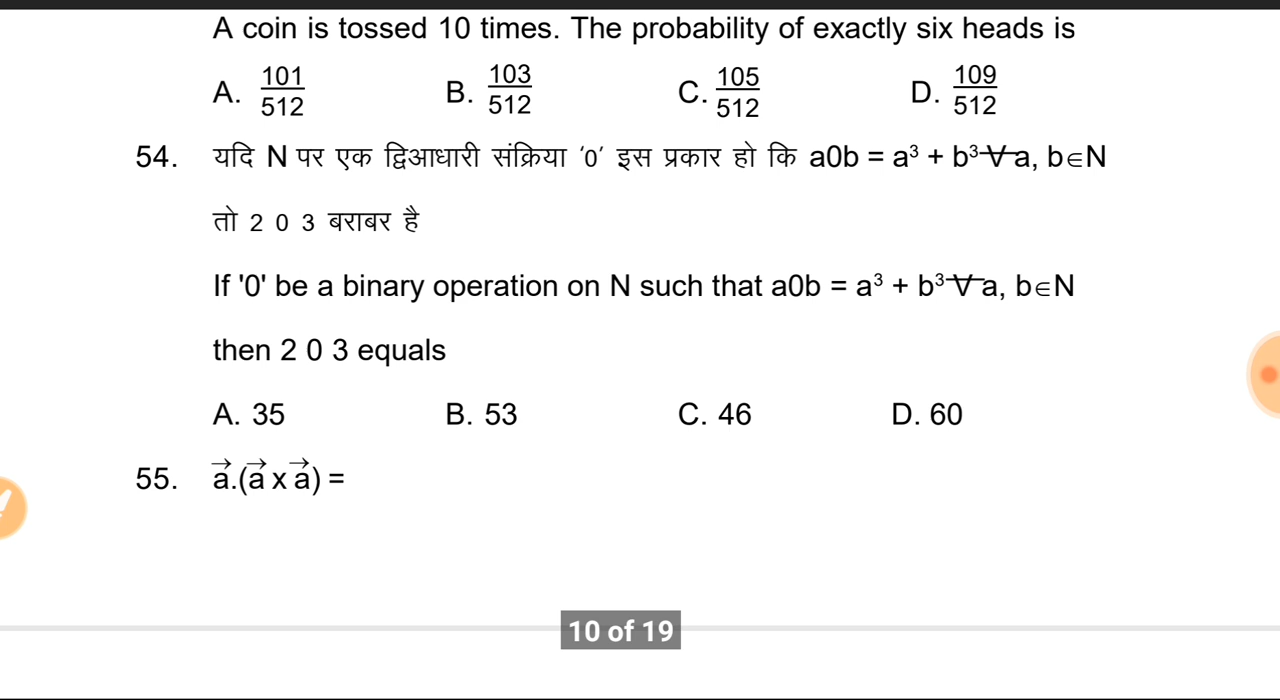 A coin is tossed 10 times. The probability of exactly six heads is
A. 101/512 B. 103/512 C. 105/512 D. 109/512
54. यदि N पर एक द्विआधारी संक्रिया ‘0’ इस प्रकार हो कि a0b = a³ + b³ ∀ a, b∈N
तो 2 0 3 बराबर है
If '0' be a binary operation on N such that a0b = a³ + b³ ∀ a, b∈N
then 2 0 3 equals
A. 35 B. 53 C. 46 D. 60
55. a⃗.(a⃗ x a⃗) =
10 of 19